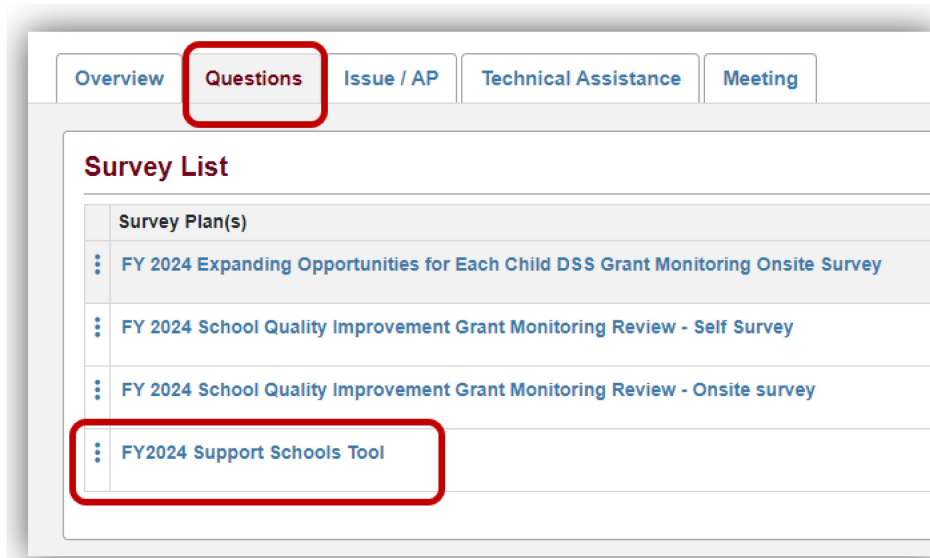 Overview Questions Issue / AP Technical Assistance Meeting
Survey List
Survey Plan(s)
FY 2024 Expanding Opportunities for Each Child DSS Grant Monitoring Onsite Survey
FY 2024 School Quality Improvement Grant Monitoring Review - Self Survey
FY 2024 School Quality Improvement Grant Monitoring Review - Onsite survey
FY2024 Support Schools Tool